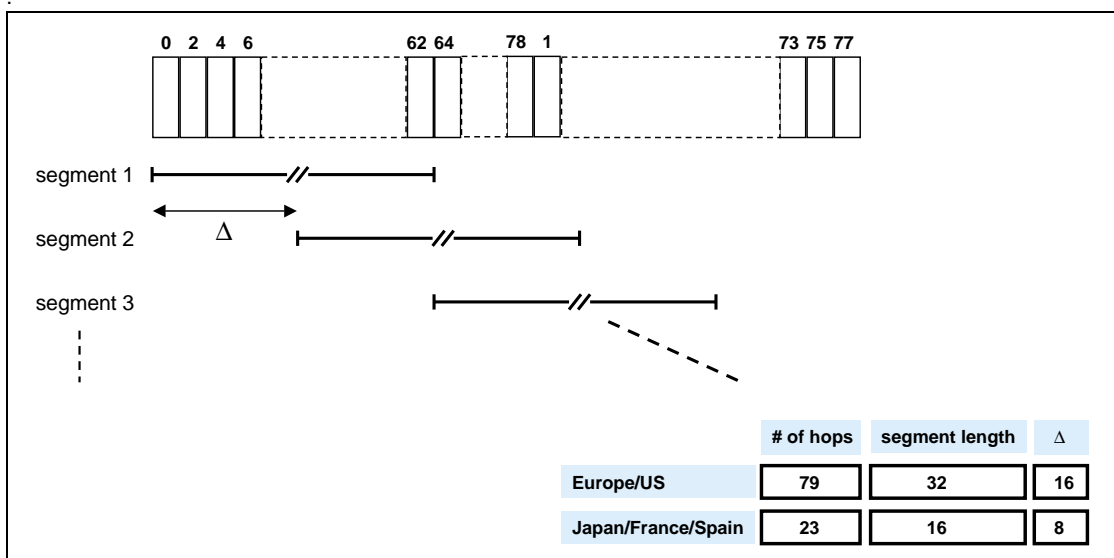 .
0 2 4 6 62 64 78 1 73 75 77
segment 1
Δ
segment 2
segment 3
# of hops segment length Δ
Europe/US 79 32 16
Japan/France/Spain 23 16 8